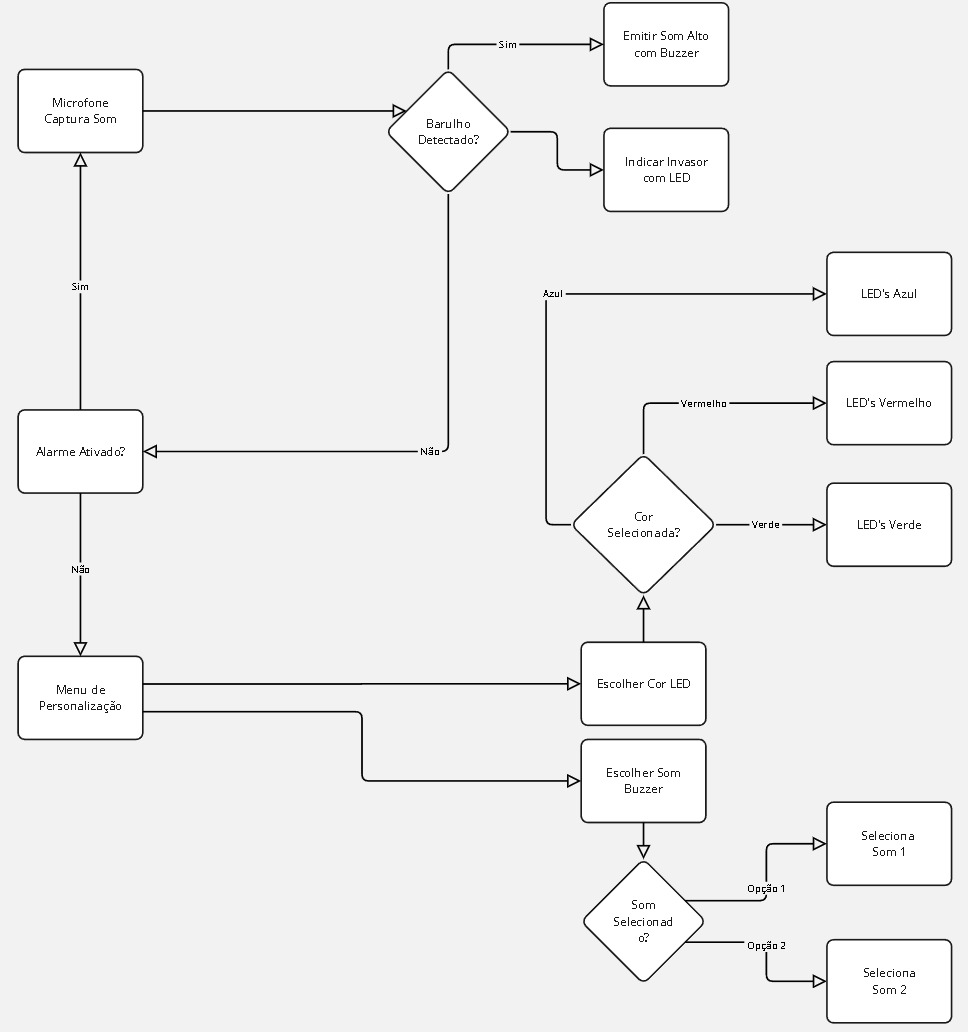 Sim
Emitir Som Alto
com Buzzer
Microfone
Captura Som
Barulho
Detectado?
Indicar Invasor
com LED
Sim
Azul
LED's Azul
Vermelho
LED's Vermelho
Alarme Ativado?
Não
Cor
Selecionada?
Verde
LED's Verde
Não
Menu de
Personalização
Escolher Cor LED
Escolher Som
Buzzer
Seleciona
Som 1
Opção 1
Som
Selecionad
o?
Opção 2
Seleciona
Som 2